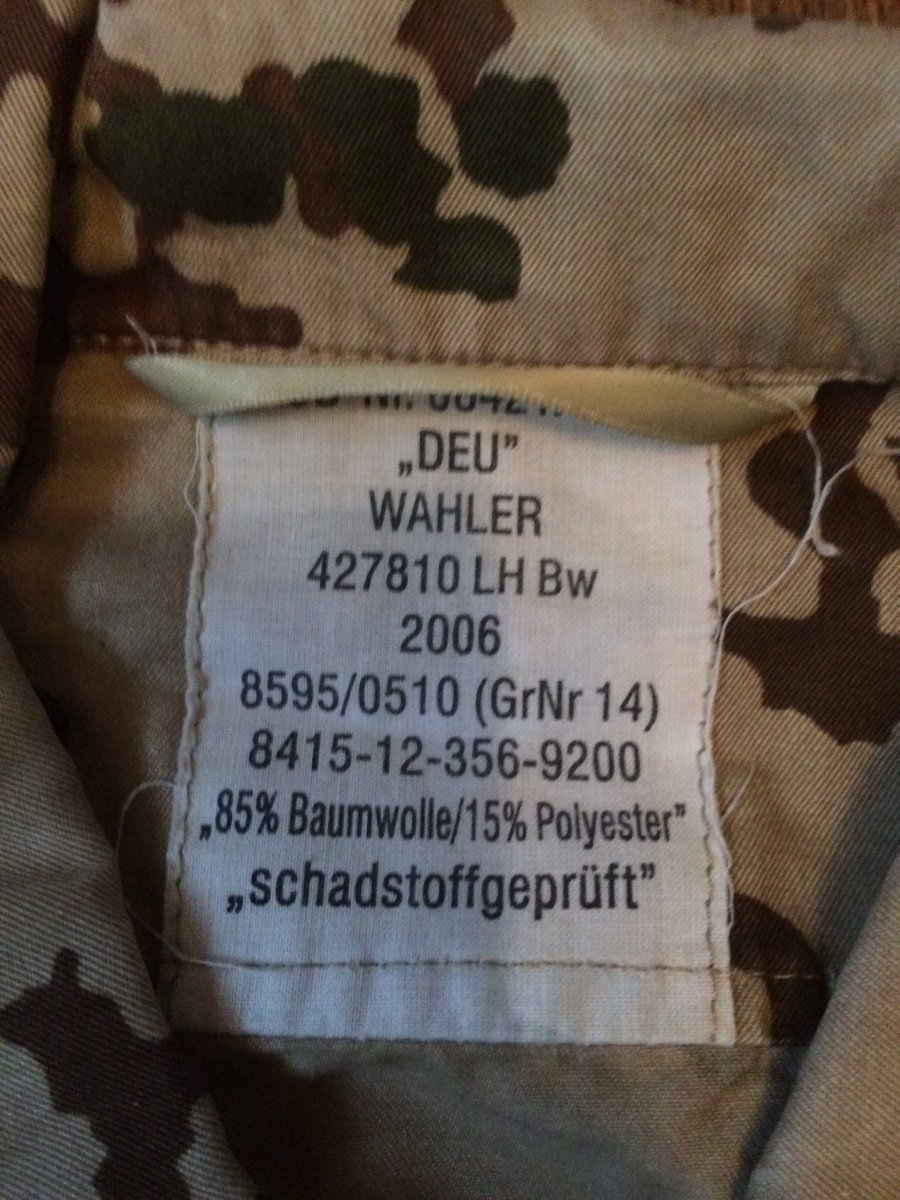 „DEU”
WAHLER
427810 LH Bw
2006
8595/0510 (GrNr 14)
8415-12-356-9200
„85% Baumwolle/15% Polyester”
„schadstoffgeprüft”